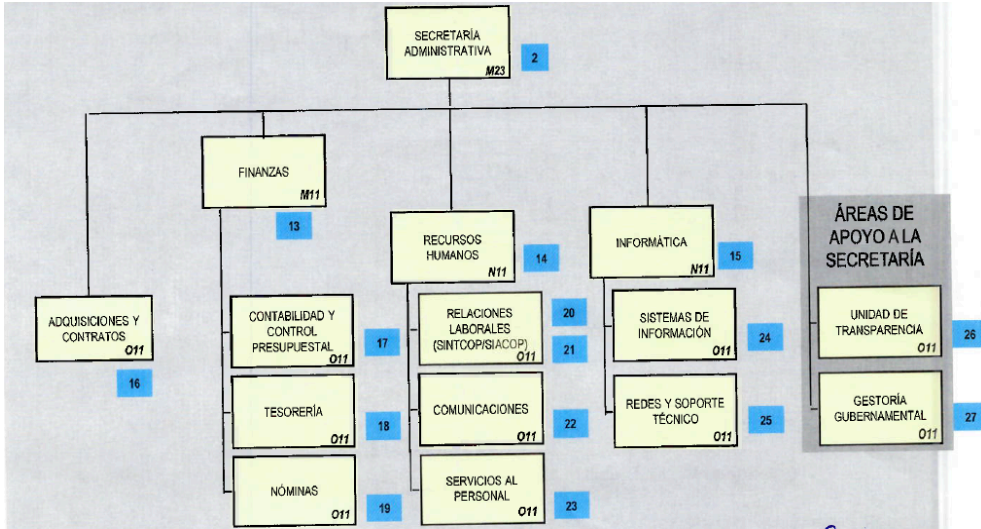 SECRETARÍA
ADMINISTRATIVA
M23
2
FINANZAS
M11
13
RECURSOS
HUMANOS
N11
14
INFORMÁTICA
N11
15
ÁREAS DE
APOYO A LA
SECRETARÍA
ADQUISICIONES Y
CONTRATOS
O11
16
CONTABILIDAD Y
CONTROL
PRESUPUESTAL
O11
17
RELACIONES
LABORALES
(SINTCOP/SIACOP)
O11
20
21
SISTEMAS DE
INFORMACIÓN
O11
24
UNIDAD DE
TRANSPARENCIA
O11
26
TESORERÍA
O11
18
COMUNICACIONES
O11
22
REDES Y SOPORTE
TÉCNICO
O11
25
GESTORÍA
GUBERNAMENTAL
O11
27
NÓMINAS
O11
19
SERVICIOS AL
PERSONAL
O11
23